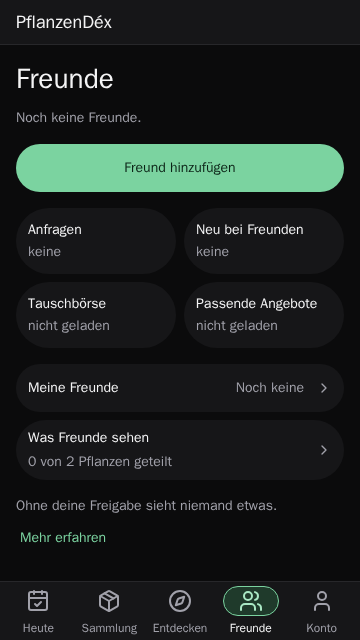 PflanzenDéx
Freunde
Noch keine Freunde.
Freund hinzufügen
Anfragen
keine
Neu bei Freunden
keine
Tauschbörse
nicht geladen
Passende Angebote
nicht geladen
Meine Freunde
Noch keine
Was Freunde sehen
0 von 2 Pflanzen geteilt
Ohne deine Freigabe sieht niemand etwas.
Mehr erfahren
Heute
Sammlung
Entdecken
Freunde
Konto